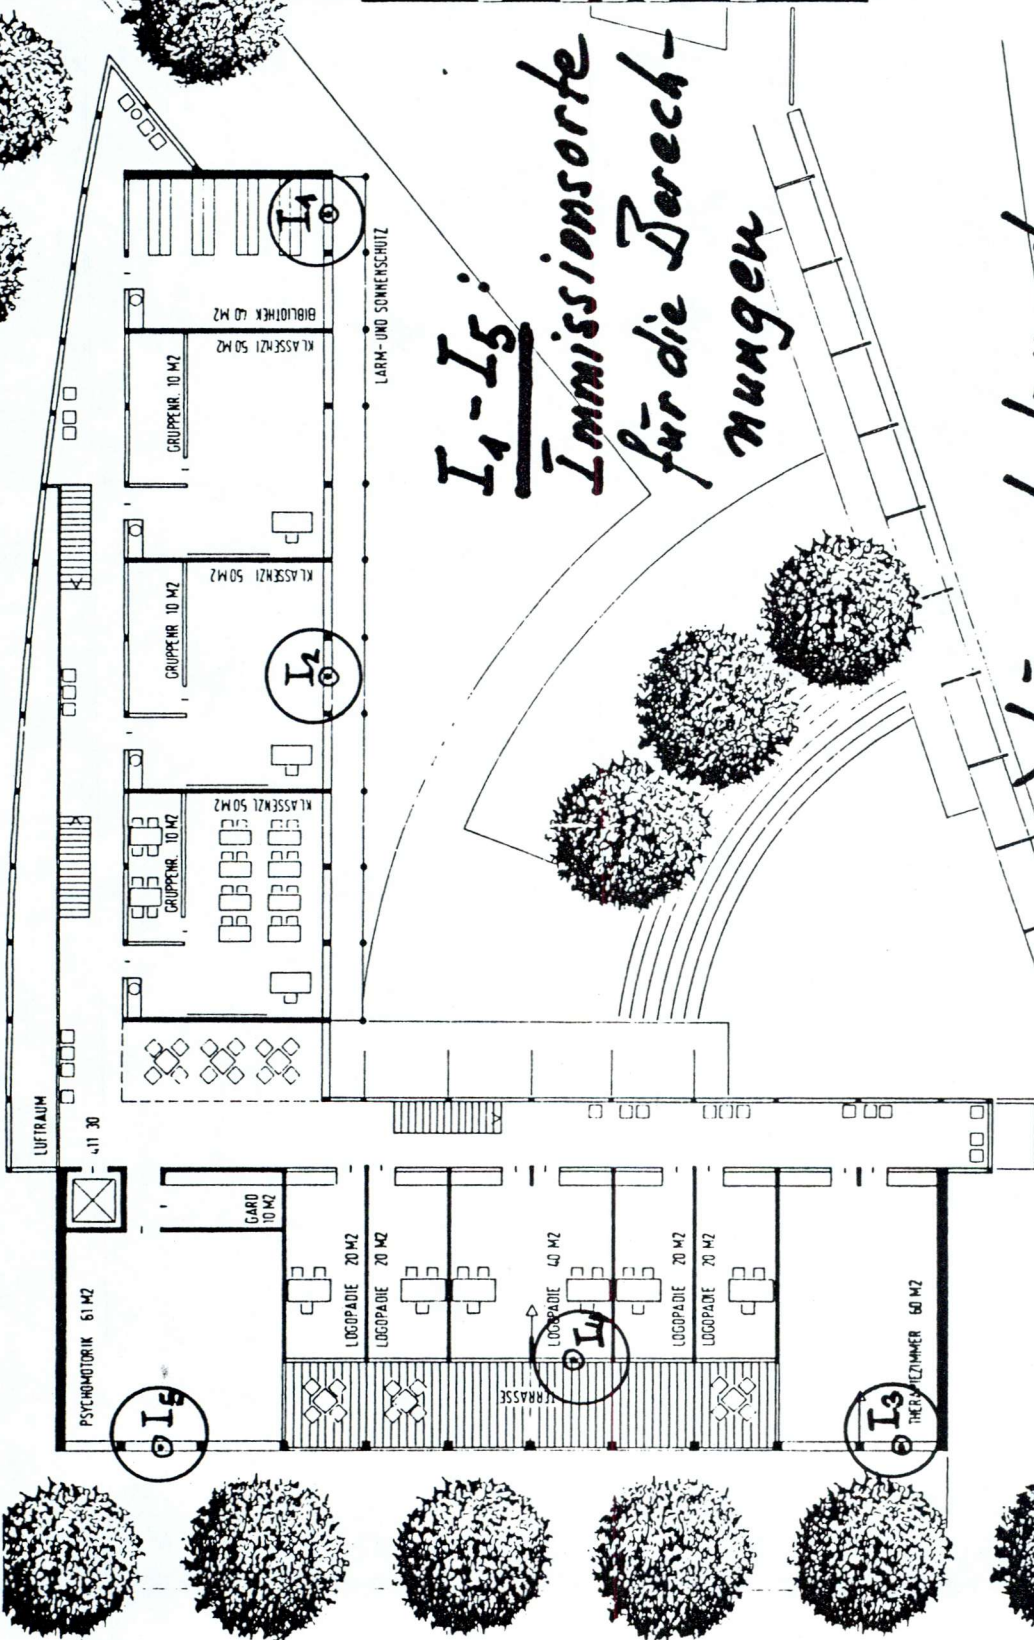 I1 - I5 :
Immissionsorte
für die Berech-
nungen
I1
BIBLIOTHEK 40 M2
KLASSENZI 50 M2
GRUPPENR. 10 M2
LARM- UND SONNENSCHUTZ
KLASSENZI 50 M2
GRUPPENR 10 M2
I2
KLASSENZI 50 M2
GRUPPENR. 10 M2
LUFTRAUM
411 30
GARD
10 M2
PSYCHOMOTORIK 61 M2
I5
LOGOPADIE 20 M2
LOGOPADIE 20 M2
LOGOPADIE 40 M2
I4
TERRASSE
LOGOPADIE 20 M2
LOGOPADIE 20 M2
THERAPIEZIMMER 60 M2
I3